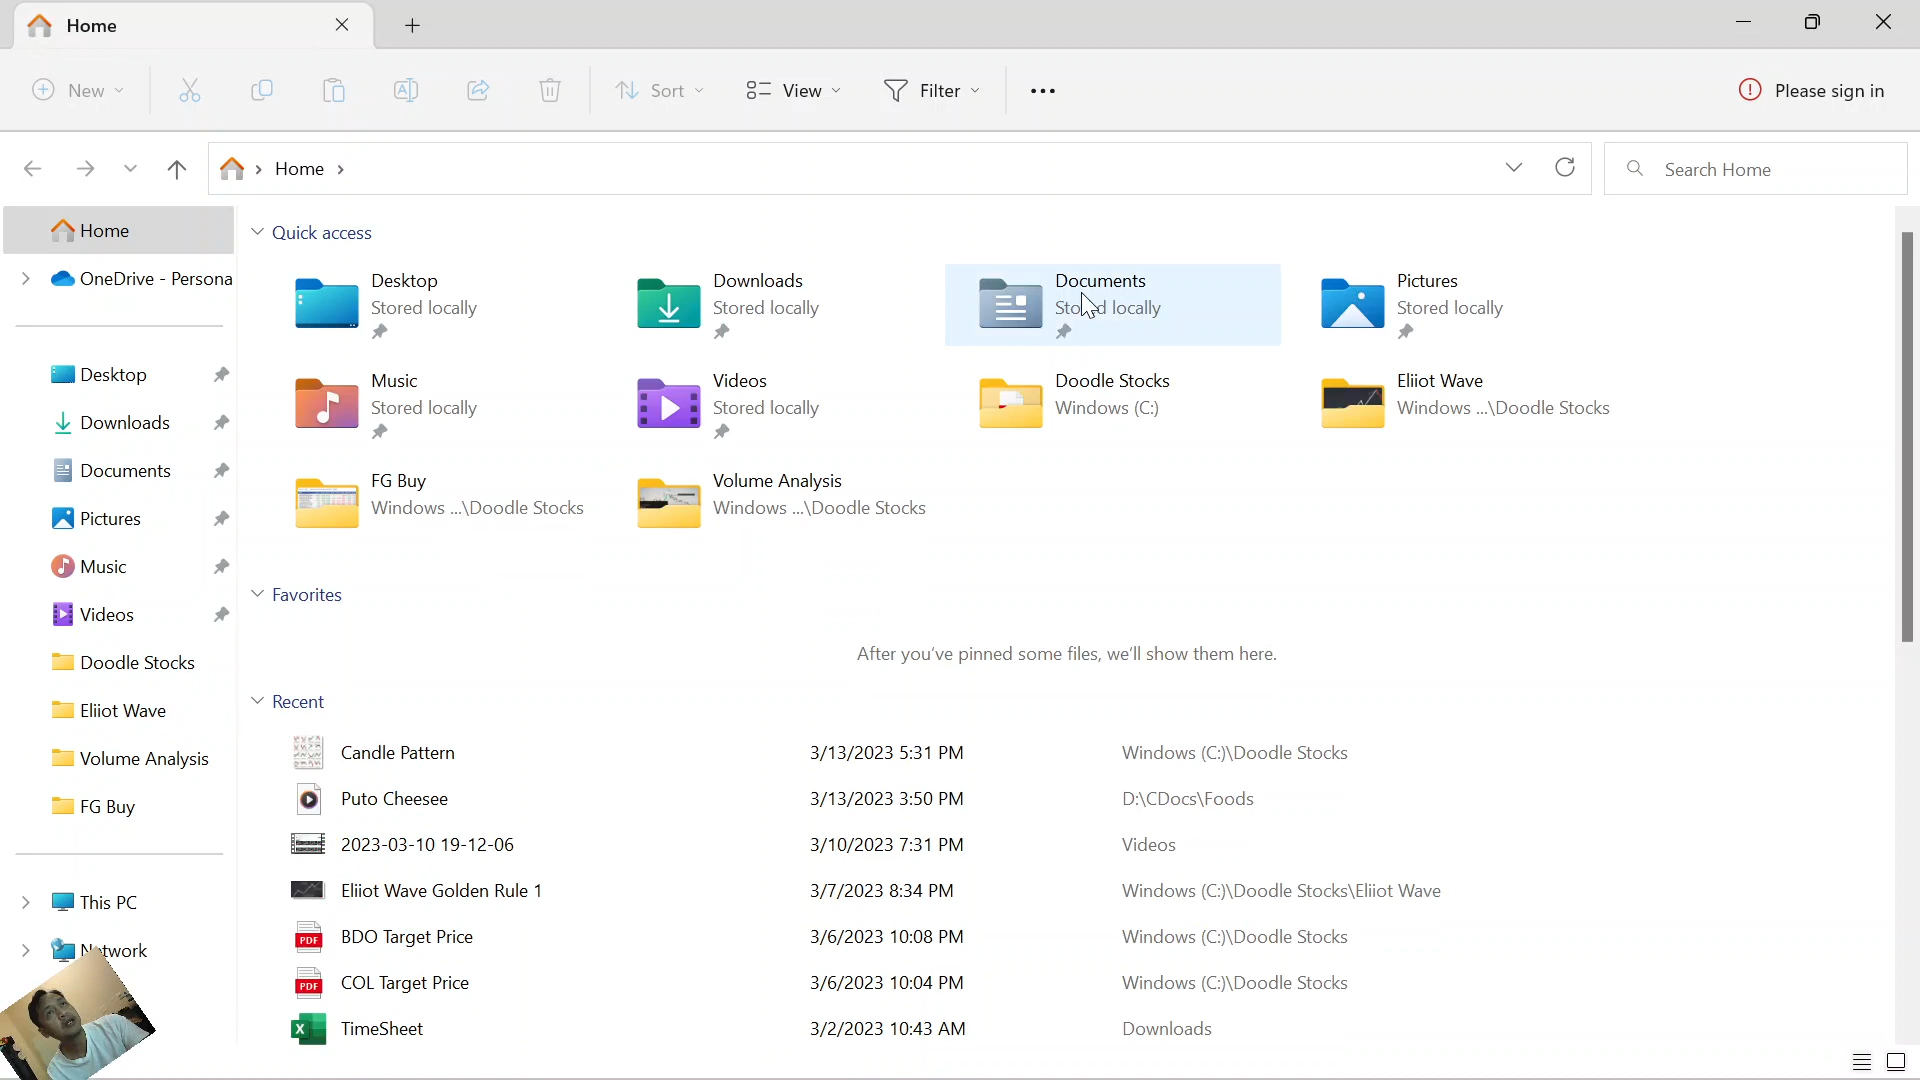 Home
New
Sort
View
Filter
Please sign in
Home
Search Home
Home
OneDrive - Persona
Desktop
Downloads
Documents
Pictures
Music
Videos
Doodle Stocks
Eliiot Wave
Volume Analysis
FG Buy
This PC
Network
Quick access
Desktop
Stored locally
Downloads
Stored locally
Documents
Stored locally
Pictures
Stored locally
Music
Stored locally
Videos
Stored locally
Doodle Stocks
Windows (C:)
Eliiot Wave
Windows ...\Doodle Stocks
FG Buy
Windows ...\Doodle Stocks
Volume Analysis
Windows ...\Doodle Stocks
Favorites
After you've pinned some files, we'll show them here.
Recent
Candle Pattern 3/13/2023 5:31 PM Windows (C:)\Doodle Stocks
Puto Cheesee 3/13/2023 3:50 PM D:\CDocs\Foods
2023-03-10 19-12-06 3/10/2023 7:31 PM Videos
Eliiot Wave Golden Rule 1 3/7/2023 8:34 PM Windows (C:)\Doodle Stocks\Eliiot Wave
PDF BDO Target Price 3/6/2023 10:08 PM Windows (C:)\Doodle Stocks
PDF COL Target Price 3/6/2023 10:04 PM Windows (C:)\Doodle Stocks
X TimeSheet 3/2/2023 10:43 AM Downloads